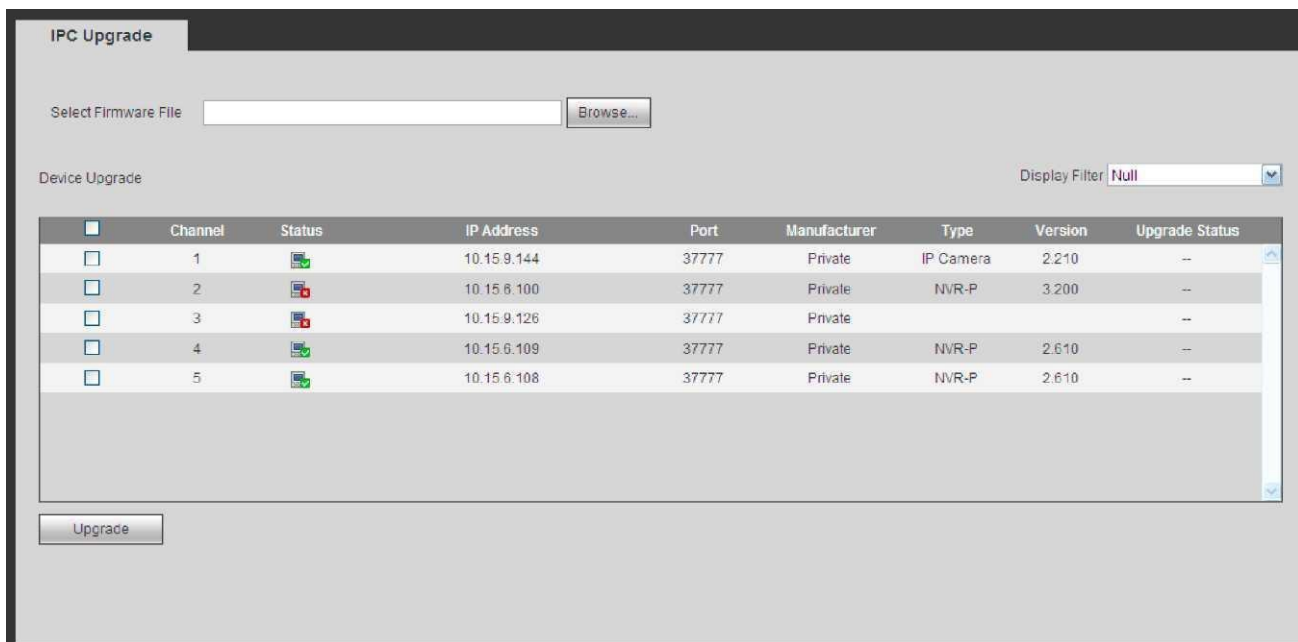 IPC Upgrade
Select Firmware File Browse...
Device Upgrade Display Filter Null
Channel Status IP Address Port Manufacturer Type Version Upgrade Status
1 10.15.9.144 37777 Private IP Camera 2.210 --
2 10.15.6.100 37777 Private NVR-P 3.200 --
3 10.15.9.126 37777 Private --
4 10.15.6.109 37777 Private NVR-P 2.610 --
5 10.15.6.108 37777 Private NVR-P 2.610 --
Upgrade